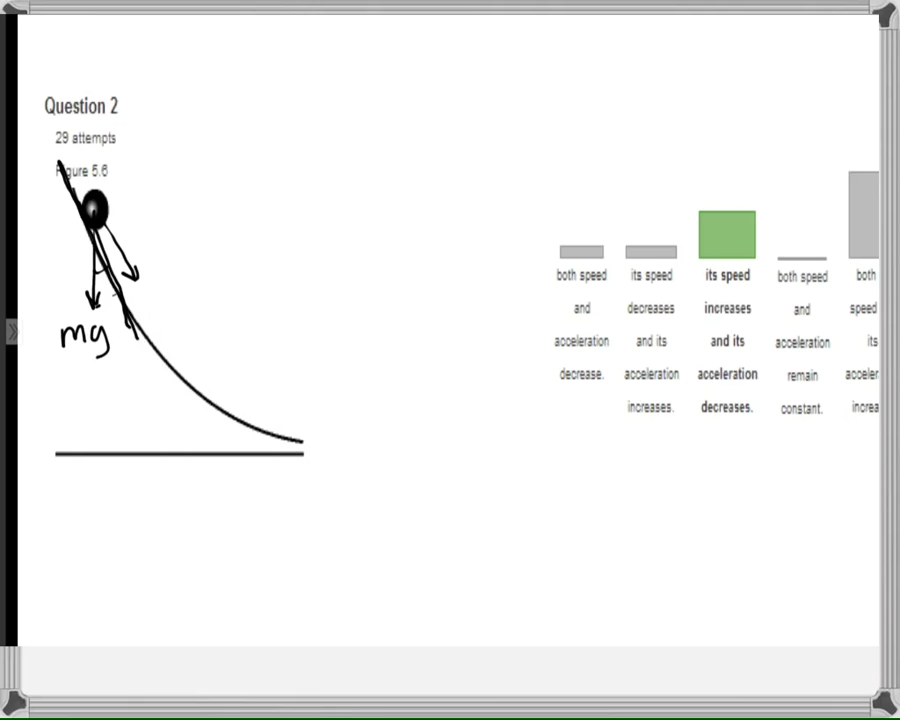 Question 2
29 attempts
Figure 5.6
mg
both speed
and
acceleration
decrease.
its speed
decreases
and its
acceleration
increases.
its speed
increases
and its
acceleration
decreases.
both speed
and
acceleration
remain
constant.
both
speed
its
acceler
increa